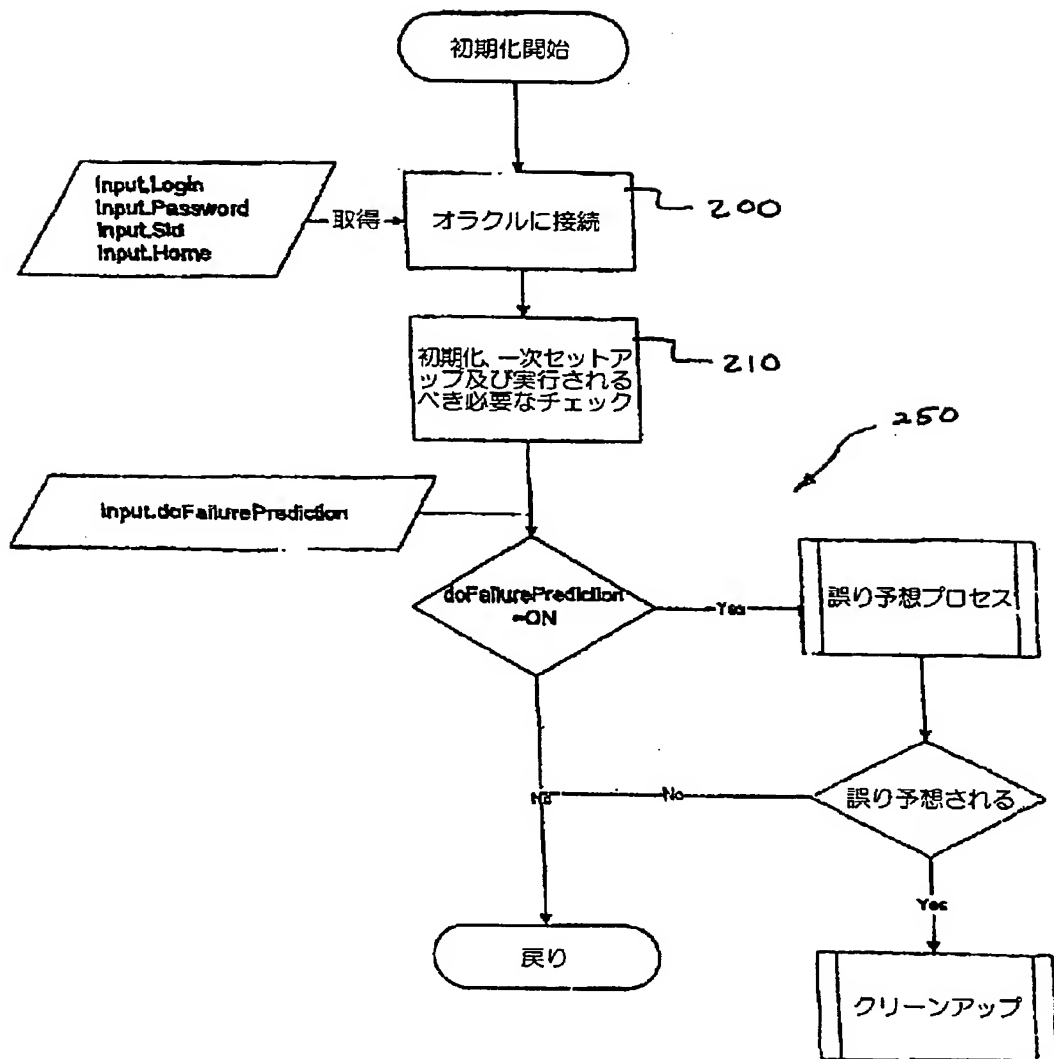 初期化開始
Input.Login
Input.Password
Input.Sid
Input.Home
取得
オラクルに接続
200
初期化、一次セットア
ップ及び実行される
べき必要なチェック
210
250
Input.doFailurePrediction
doFailurePrediction
=ON
Yes
誤り予想プロセス
No
No
誤り予想される
Yes
戻り
クリーンアップ